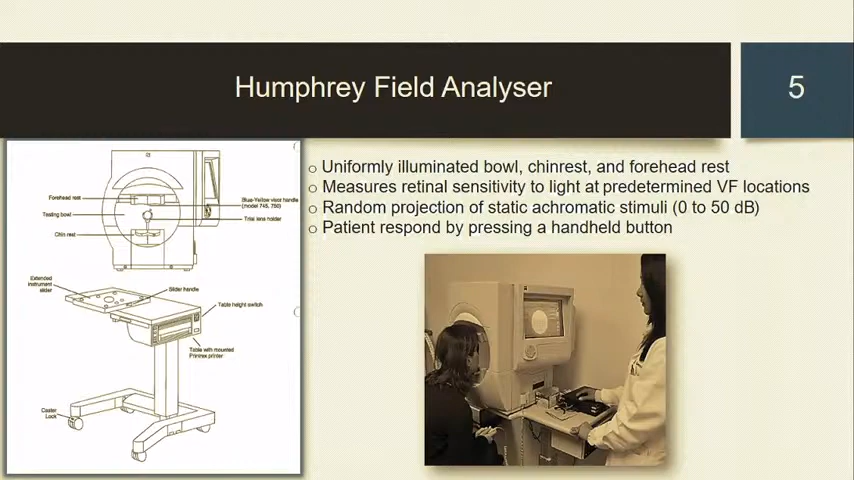 Humphrey Field Analyser
5
o Uniformly illuminated bowl, chinrest, and forehead rest
o Measures retinal sensitivity to light at predetermined VF locations
o Random projection of static achromatic stimuli (0 to 50 dB)
o Patient respond by pressing a handheld button
Forehead rest
Testing bowl
Chin rest
Blue-Yellow visor handle
(model 745, 750)
Trial lens holder
Extended
instrument
slider
Slider handle
Table height switch
Table with mounted
Printrex printer
Caster
Lock